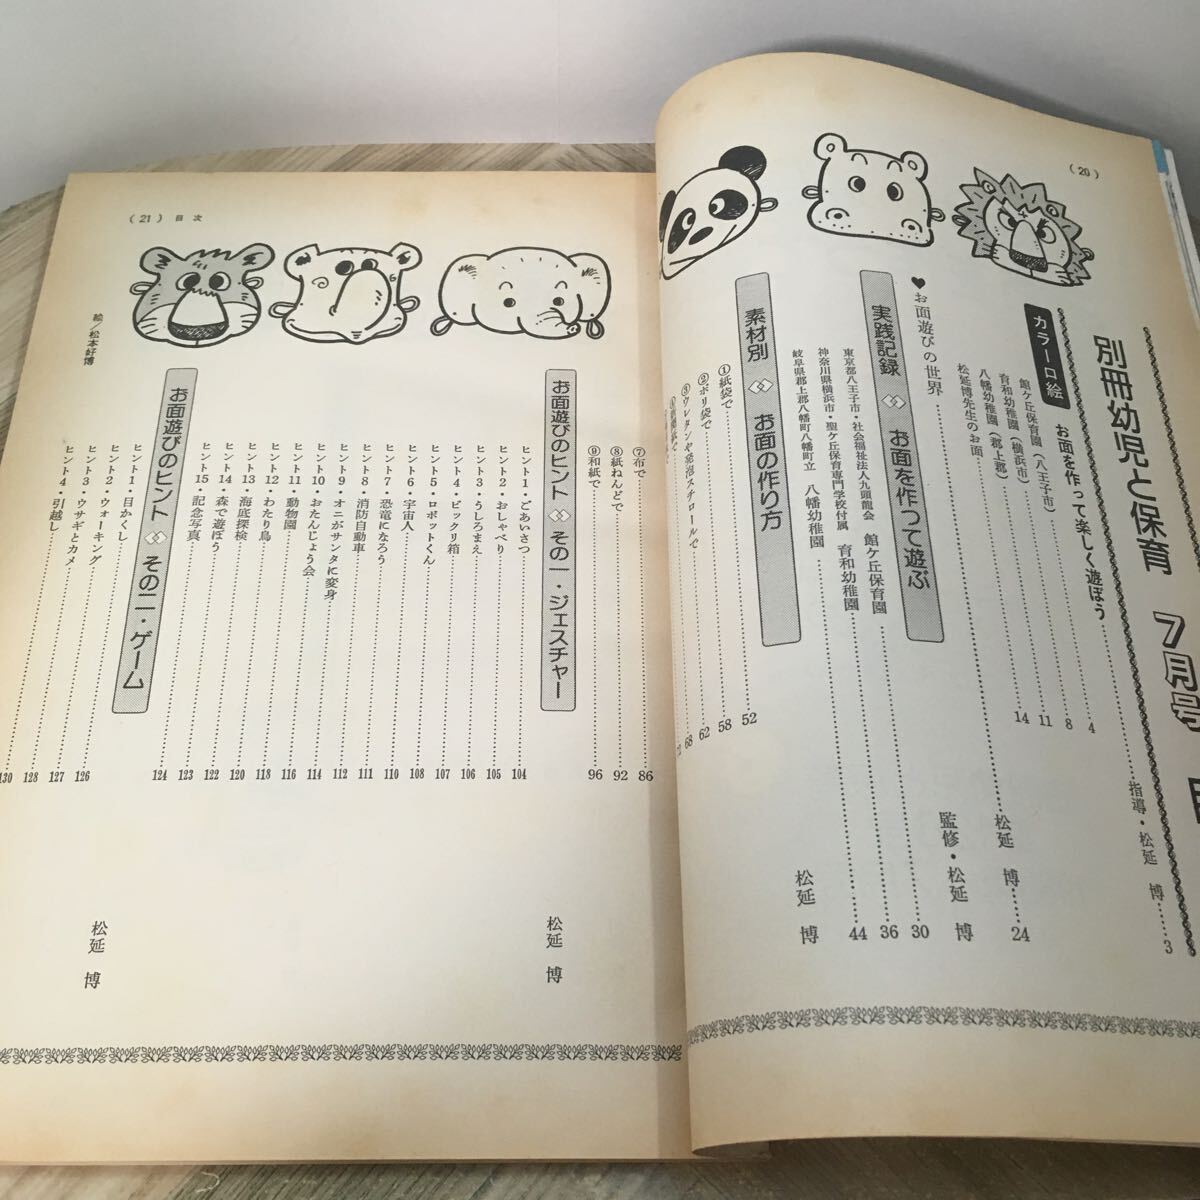 （20）
別冊幼児と保育　7月号
カラー口絵　お面を作って楽しく遊ぼう……指導・松延　博……3
館ケ丘保育園（八王子市）……4
育和幼稚園（横浜市）……8
八幡幼稚園（郡上郡）……11
松延博先生のお面……14
♥お面遊びの世界……松延　博……24
実践記録　お面を作って遊ぶ　監修・松延　博
東京都八王子市・社会福祉法人九頭龍会　館ケ丘保育園……30
神奈川県横浜市・聖ケ丘保育専門学校付属　育和幼稚園……36
岐阜県郡上郡八幡町八幡町立　八幡幼稚園……44
素材別　お面の作り方　松延　博
①紙袋で……52
②ポリ袋で……58
③ウレタンや発泡スチロールで……62
68
（21）　目　次
⑦布で……86
⑧紙ねんどで……92
⑨和紙で……96
お面遊びのヒント　その一・ジェスチャー　松延　博
ヒント1・ごあいさつ……104
ヒント2・おしゃべり……105
ヒント3・うしろまえ……106
ヒント4・ビックリ箱……107
ヒント5・ロボットくん……108
ヒント6・宇宙人……109
ヒント7・恐竜になろう……110
ヒント8・消防自動車……111
ヒント9・オニがサンタに変身……112
ヒント10・おたんじょう会……114
ヒント11・動物園……116
ヒント12・わたり鳥……118
ヒント13・海底探検……120
ヒント14・森で遊ぼう……122
ヒント15・記念写真……123
お面遊びのヒント　その二・ゲーム　松延　博
124
ヒント1・目かくし……126
ヒント2・ウォーキング……127
ヒント3・ウサギとカメ……128
ヒント4・引越し……130
絵／松本好博